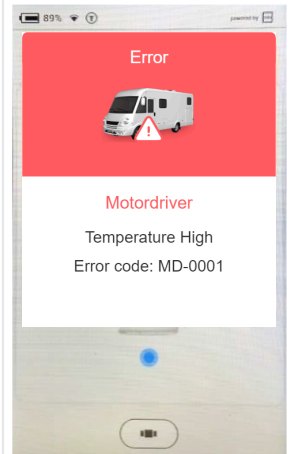 89%
powered by
Error
Motordriver
Temperature High
Error code: MD-0001